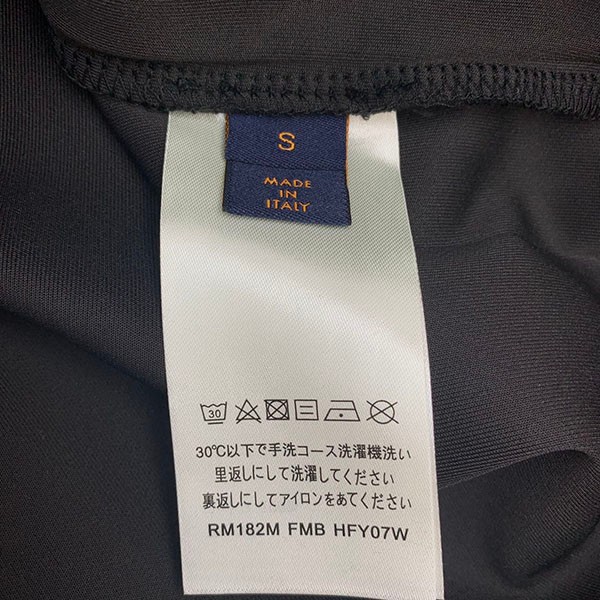 S
MADE
IN
ITALY
30
30℃以下で手洗コース洗濯機洗い
里返しにして洗濯してください
裏返しにしてアイロンをあてください
RM182M FMB HFY07W